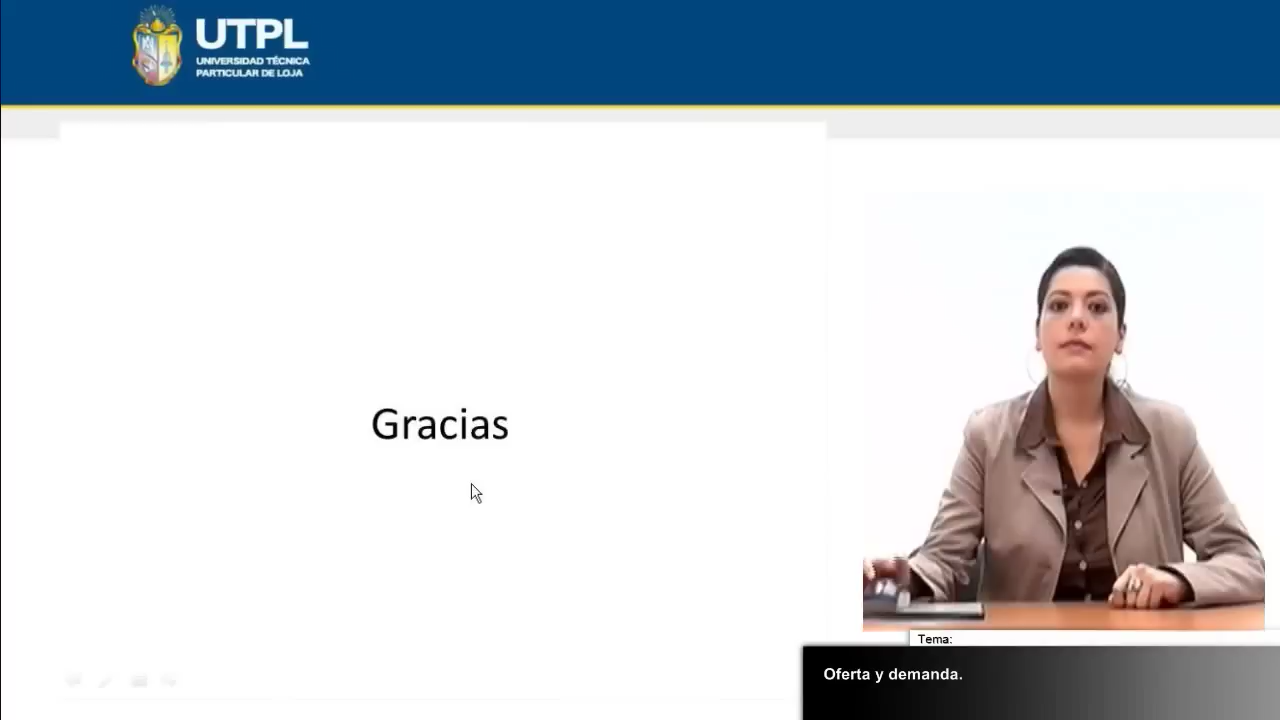 UTPL
UNIVERSIDAD TÉCNICA
PARTICULAR DE LOJA
Gracias
Tema:
Oferta y demanda.